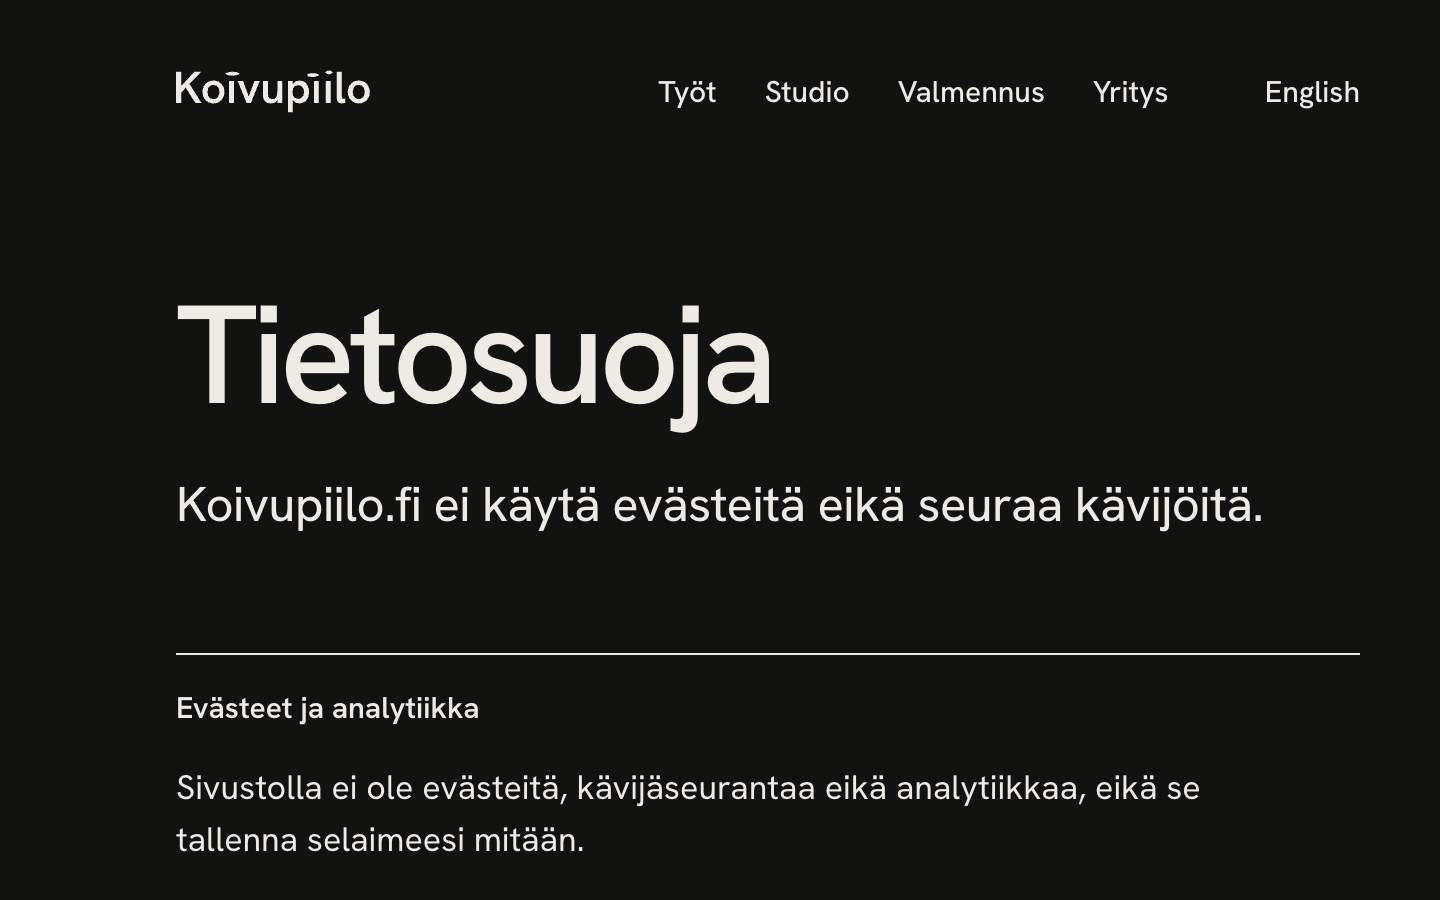 Koivupiilo
Työt Studio Valmennus Yritys English
Tietosuoja
Koivupiilo.fi ei käytä evästeitä eikä seuraa kävijöitä.
Evästeet ja analytiikka
Sivustolla ei ole evästeitä, kävijäseurantaa eikä analytiikkaa, eikä se
tallenna selaimeesi mitään.